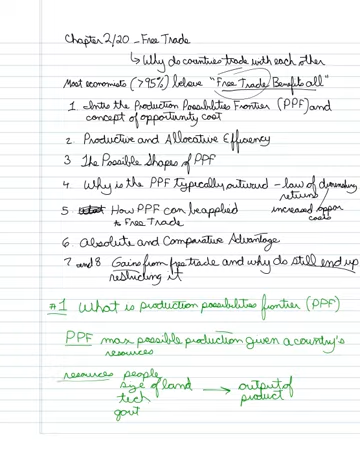 Chapter 2/20 - Free Trade
↳ Why do countries trade with each other
Most economists (>95%) believe "Free Trade Benefits all"
1. Intro the Production Possibilities Frontier (PPF) and
concept of opportunity cost
2 Productive and Allocative Efficiency
3 The Possible Shapes of PPF
4 Why is the PPF typically outward - law of diminishing
returns
5 How PPF can be applied increased oppor
to Free Trade costs
6 Absolute and Comparative Advantage
7 and 8 Gains from free trade and why do still end up
restricting it
#1 What is production possibilities frontier (PPF)
PPF max possible production given a country's
resources
resources people
size of land → output of
tech product
govt